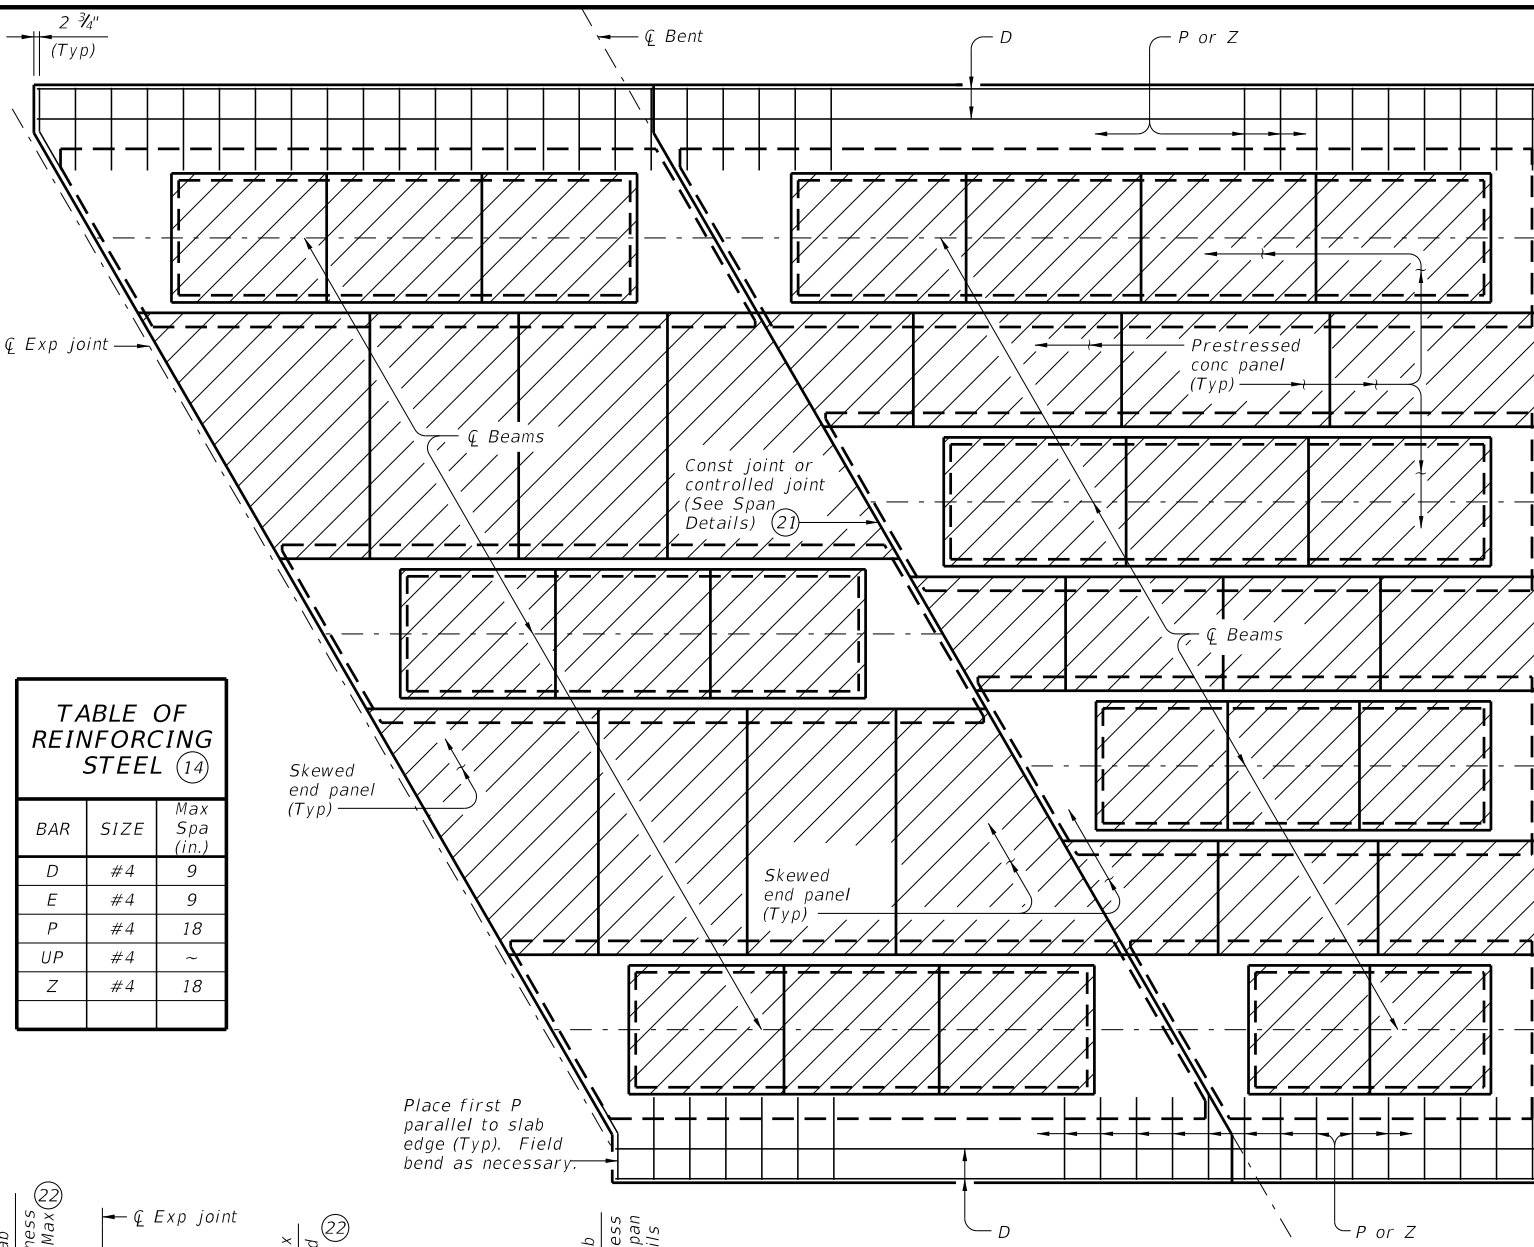 2 ¾"
(Typ)
℄ Bent
D
P or Z
℄ Exp joint
Prestressed
conc panel
(Typ)
℄ Beams
Const joint or
controlled joint
(See Span
Details) 21
℄ Beams
TABLE OF
REINFORCING
STEEL 14
BAR SIZE Max Spa (in.)
D #4 9
E #4 9
P #4 18
UP #4 ~
Z #4 18
Skewed
end panel
(Typ)
Skewed
end panel
(Typ)
Place first P
parallel to slab
edge (Typ). Field
bend as necessary.
22
Max
℄ Exp joint
22
D
P or Z